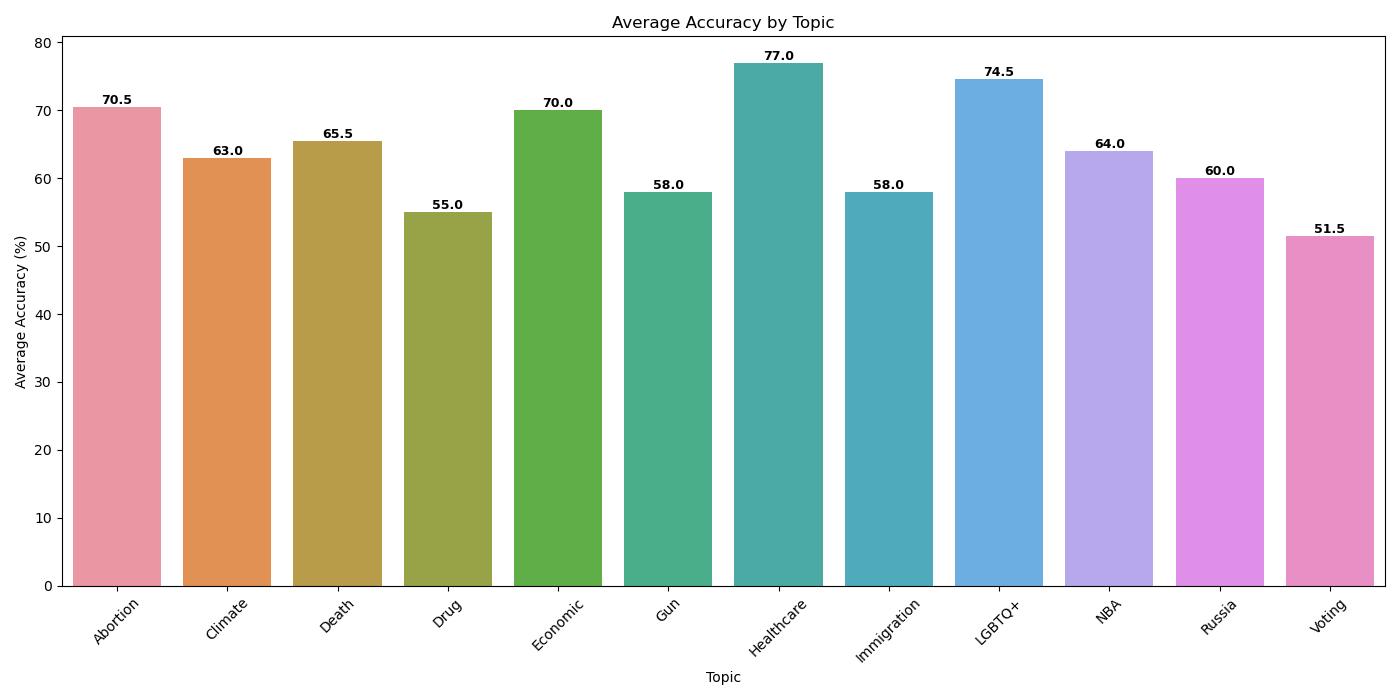 Average Accuracy by Topic
Average Accuracy (%)
80
70
60
50
40
30
20
10
0
70.5
63.0
65.5
55.0
70.0
58.0
77.0
58.0
74.5
64.0
60.0
51.5
Abortion
Climate
Death
Drug
Economic
Gun
Healthcare
Immigration
LGBTQ+
NBA
Russia
Voting
Topic